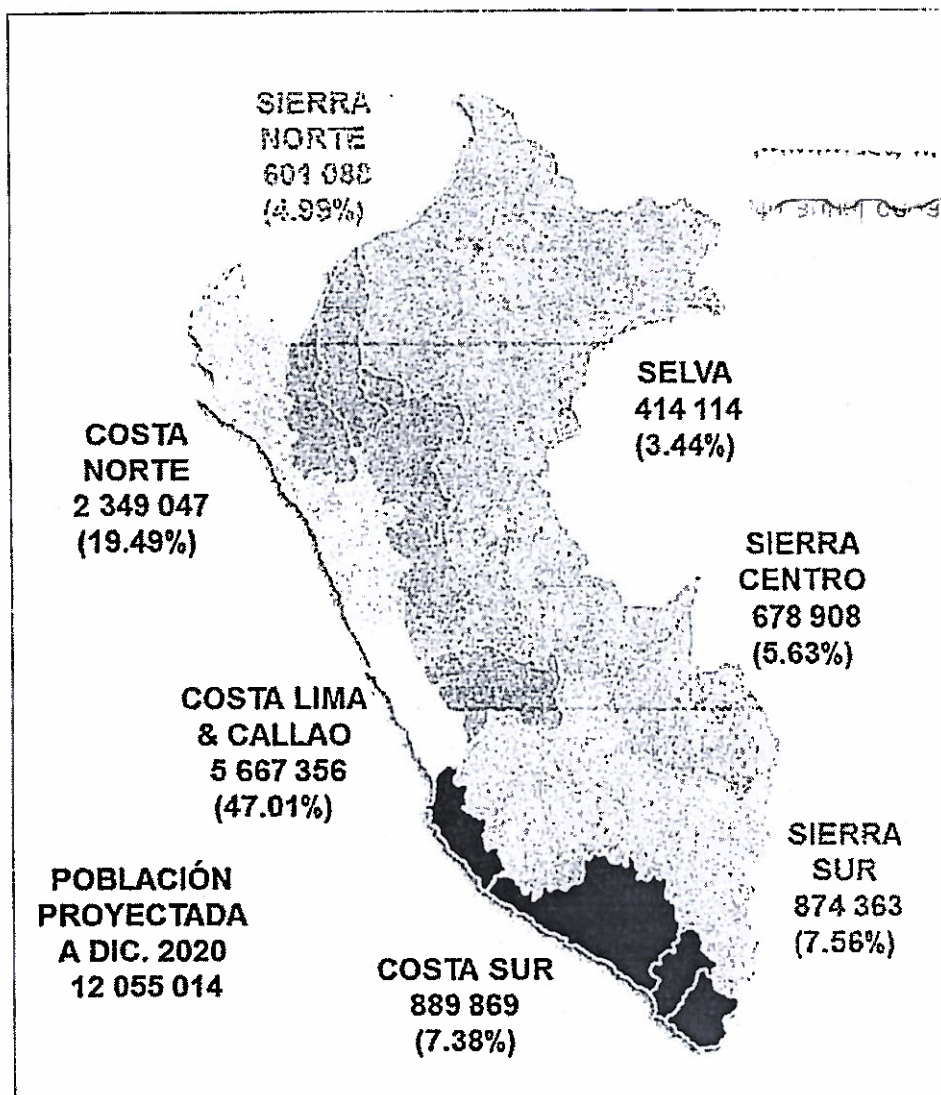 SIERRA
NORTE
601 088
(4.99%)
SELVA
414 114
(3.44%)
COSTA
NORTE
2 349 047
(19.49%)
SIERRA
CENTRO
678 908
(5.63%)
COSTA LIMA
& CALLAO
5 667 356
(47.01%)
SIERRA
SUR
874 363
(7.56%)
POBLACIÓN
PROYECTADA
A DIC. 2020
12 055 014
COSTA SUR
889 869
(7.38%)